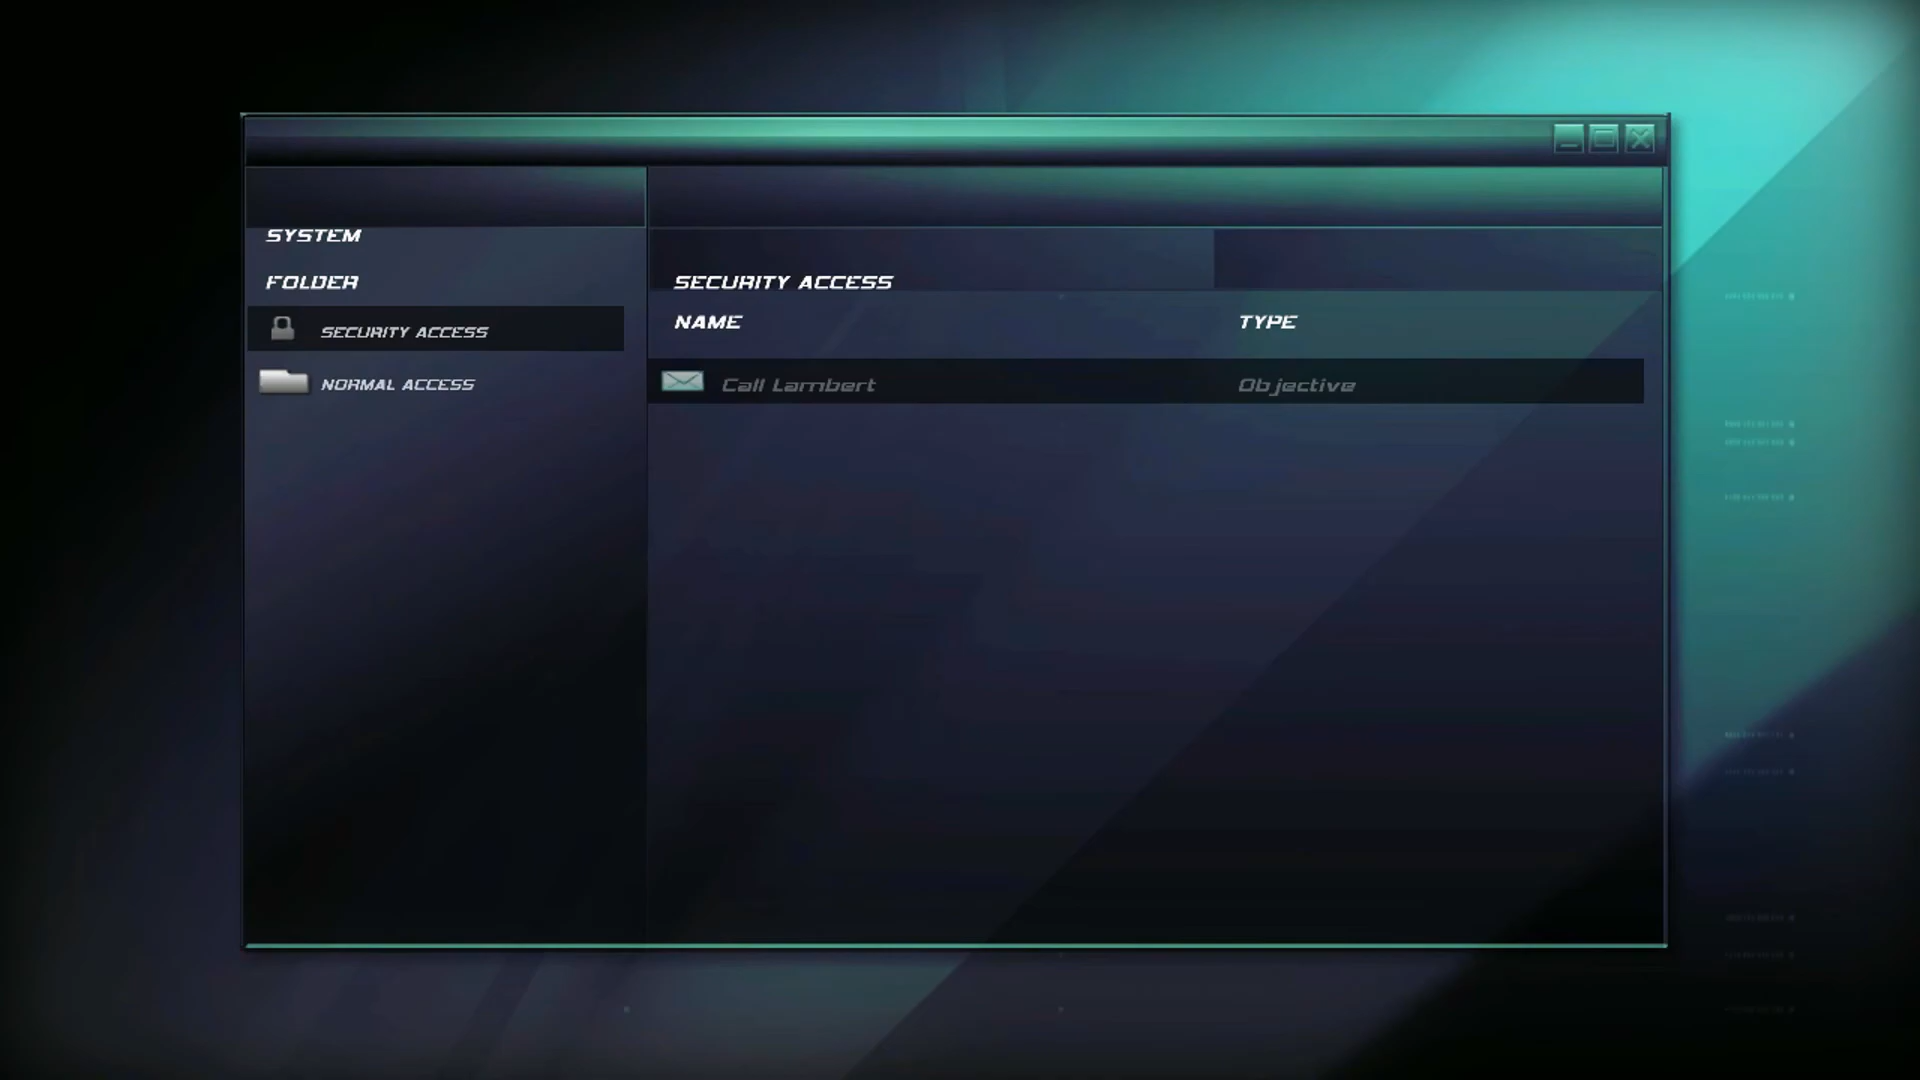 SYSTEM
FOLDER
SECURITY ACCESS
NORMAL ACCESS
SECURITY ACCESS
NAME TYPE
Call Lambert Objective